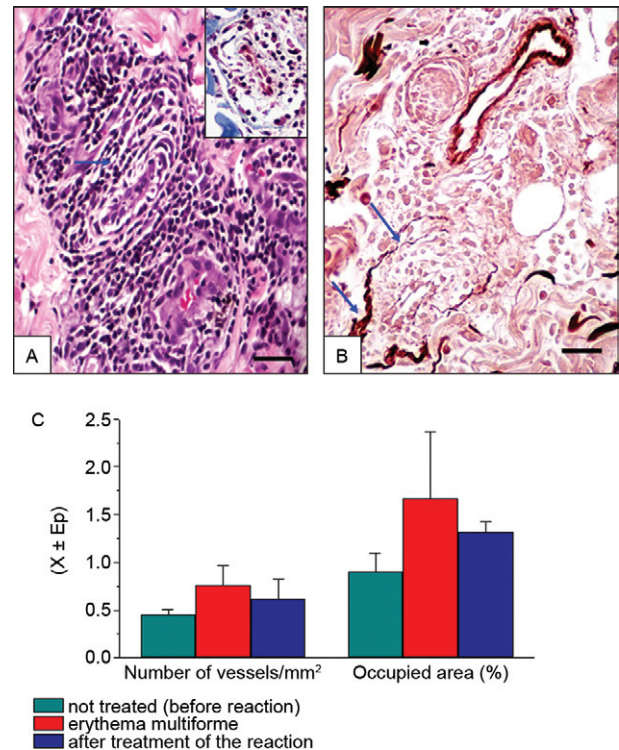 A
B
C
2.5
2.0
1.5
1.0
0.5
0.0
(X ± Ep)
Number of vessels/mm²
Occupied area (%)
not treated (before reaction)
erythema multiforme
after treatment of the reaction